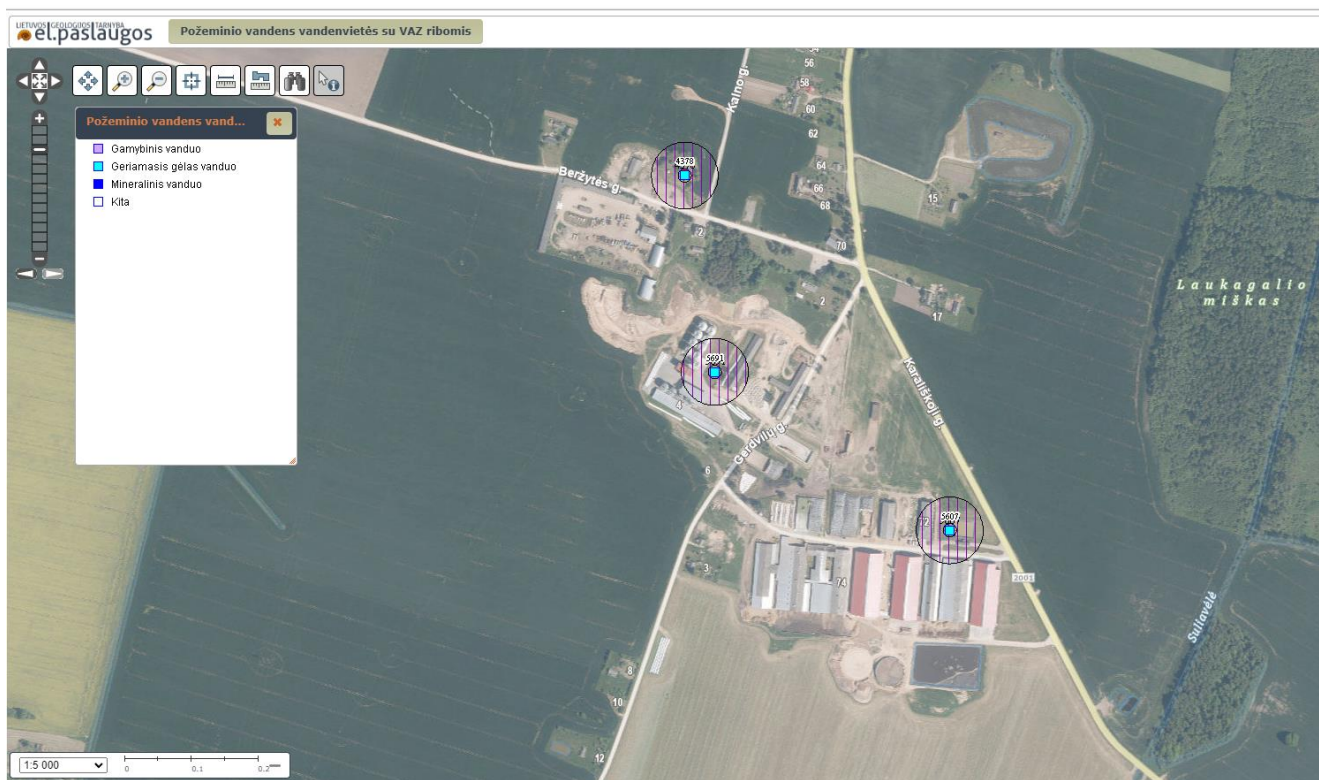 LIETUVOS GEOLOGIJOS TARNYBA
el.paslaugos
Požeminio vandens vandenvietės su VAZ ribomis
Požeminio vandens vand...
Gamybinis vanduo
Geriamasis gėlas vanduo
Mineralinis vanduo
Kita
56
58
60
62
64
66
68
70
Kalno g.
4378
Beržytės g.
2
15
2
17
Laukagalio
miškas
5691
4
Karališkoji g.
Gerdvilų g.
6
5607
12
3
74
2001
Sullavėlė
8
10
12
1:5 000
0
0.1
0.2